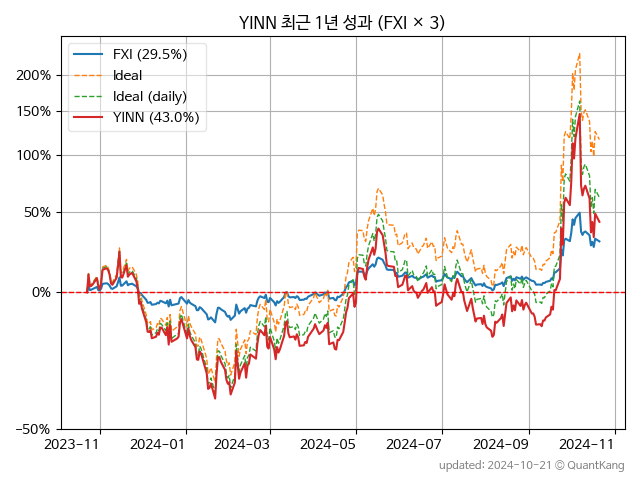 YINN 최근 1년 성과 (FXI × 3)
FXI (29.5%)
Ideal
Ideal (daily)
YINN (43.0%)
200%
150%
100%
50%
0%
−50%
2023-11
2024-01
2024-03
2024-05
2024-07
2024-09
2024-11
updated: 2024-10-21 © QuantKang